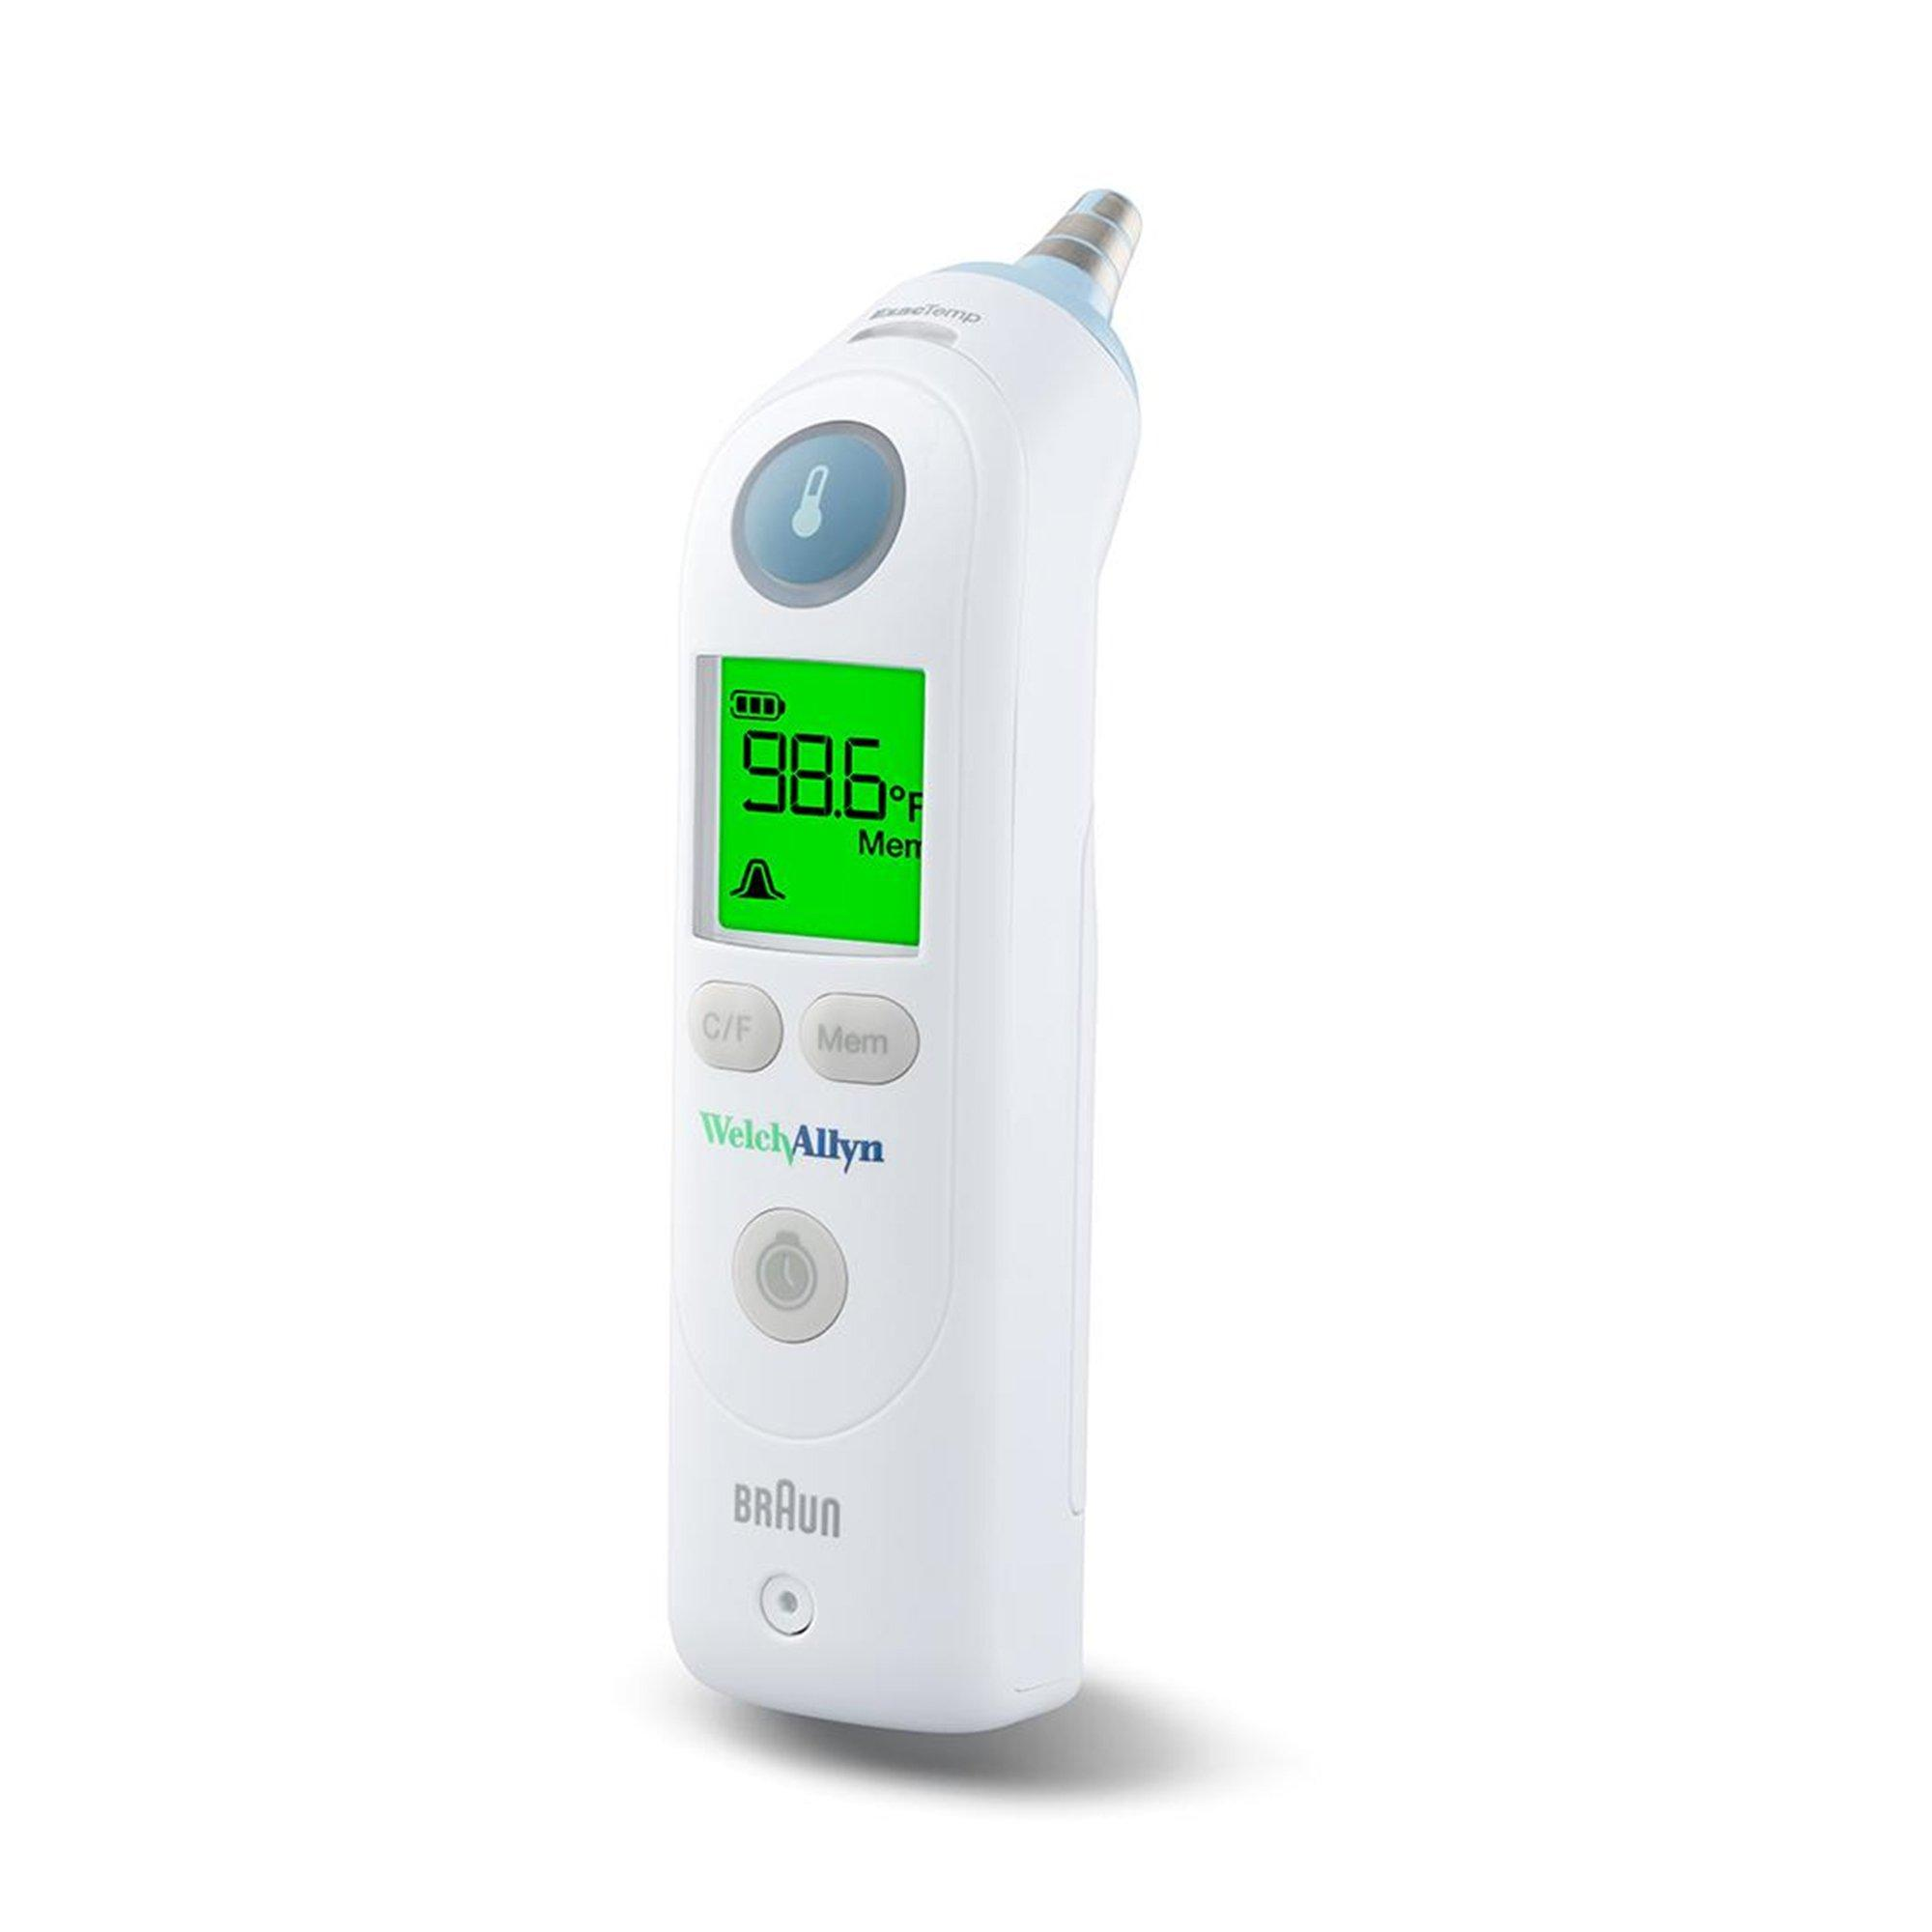 ExacTemp
98.6°F
Mem
C/F
Mem
WelchAllyn
BRAUN